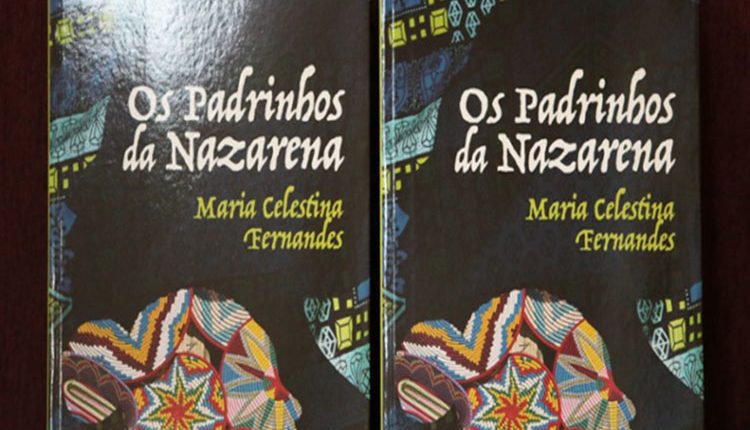 Os Padrinhos
da Nazarena
Maria Celestina
Fernandes
Os Padrinhos
da Nazarena
Maria Celestina
Fernandes